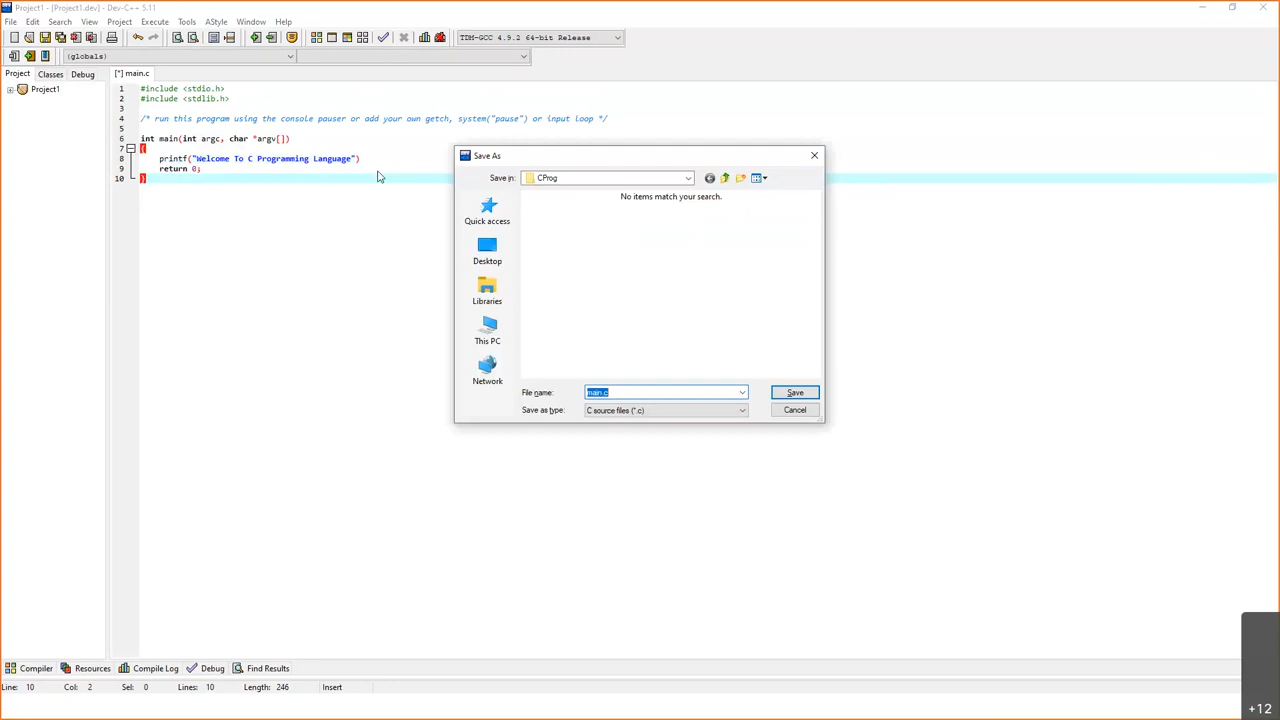 Project1 - [Project1.dev] - Dev-C++ 5.11
File Edit Search View Project Execute Tools AStyle Window Help
TDM-GCC 4.9.2 64-bit Release
(globals)
Project Classes Debug
[*] main.c
Project1
1 #include <stdio.h>
2 #include <stdlib.h>
3
4 /* run this program using the console pauser or add your own getch, system("pause") or input loop */
5
6 int main(int argc, char *argv[])
7 {
8 printf("Welcome To C Programming Language")
9 return 0;
10 }
Save As
Save in: CProg
No items match your search.
Quick access
Desktop
Libraries
This PC
Network
File name: main.c Save
Save as type: C source files (*.c) Cancel
Compiler Resources Compile Log Debug Find Results
Line: 10 Col: 2 Sel: 0 Lines: 10 Length: 246 Insert
+12